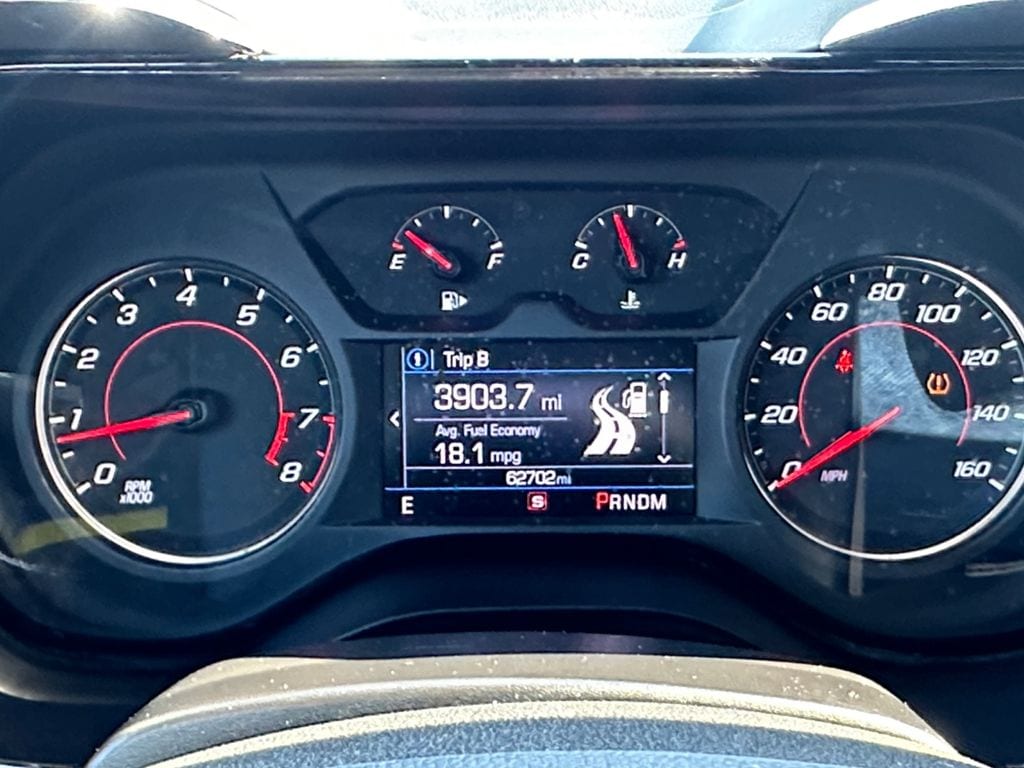 E F
C H
0 1 2 3 4 5 6 7 8
RPM
x1000
Trip B
3903.7 mi
Avg. Fuel Economy
18.1 mpg
62702mi
E S PRNDM
0 20 40 60 80 100 120 140 160
MPH